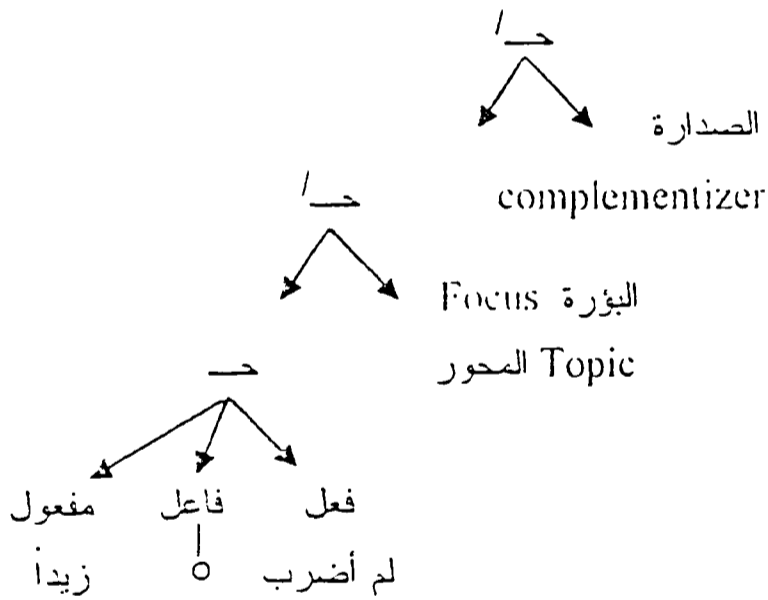 جـ/
الصدارة
complementizer
جـ/
البؤرة Focus
المحور Topic
جـ
فعل فاعل مفعول
لم أضرب o زيداً